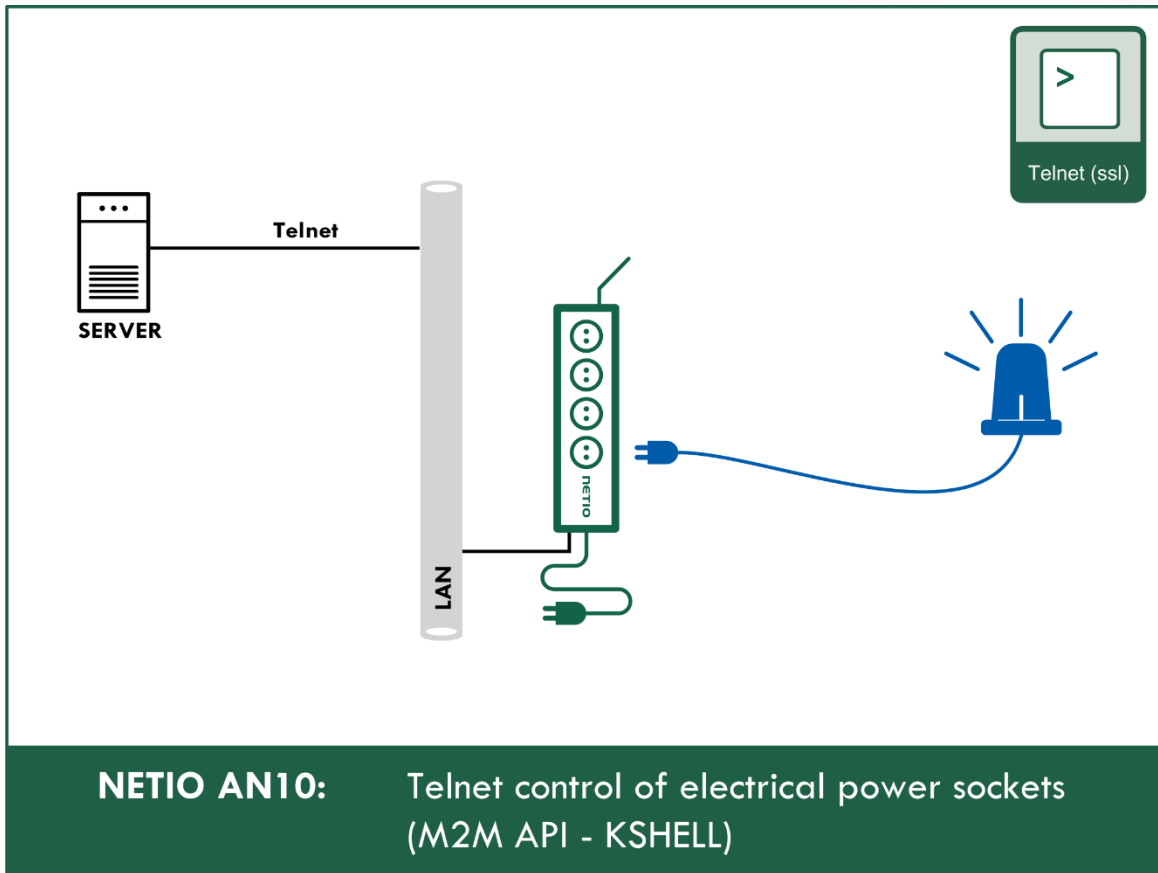 >
Telnet (ssl)
Telnet
SERVER
LAN
NETIO
NETIO AN10: Telnet control of electrical power sockets
(M2M API - KSHELL)